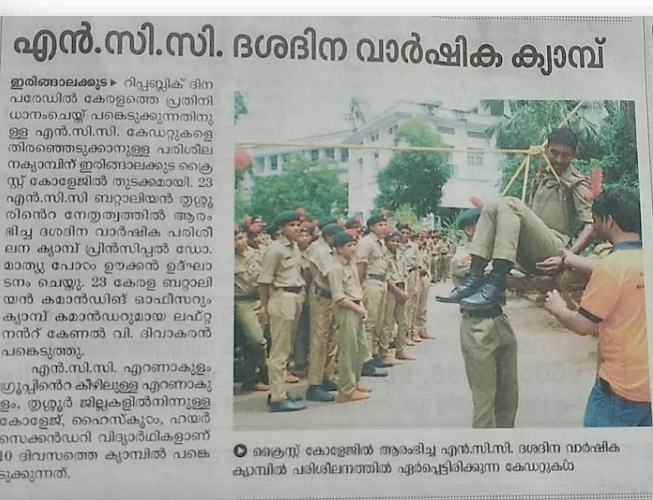 എൻ.സി.സി. ദശദിന വാർഷിക ക്യാമ്പ്
ഇരിങ്ങാലക്കുട ▸ റിപ്പബ്ലിക് ദിന
പരേഡിൽ കേരളത്തെ പ്രതിനി
ധാനംചെയ്ത് പങ്കെടുക്കുന്നതിനു
ള്ള എൻ.സി.സി. കേഡറ്റുകളെ
തിരഞ്ഞെടുക്കാനുള്ള പരിശീല
നക്യാമ്പിന് ഇരിങ്ങാലക്കുട ക്രൈ
സ്റ്റ് കോളേജിൽ തുടക്കമായി. 23
എൻ.സി.സി ബറ്റാലിയൻ തൃശ്ശൂ
രിന്റെ നേതൃത്വത്തിൽ ആരം
ഭിച്ച ദശദിന വാർഷിക പരിശീ
ലന ക്യാമ്പ് പ്രിൻസിപ്പൽ ഡോ.
മാത്യു പോൾ ഊക്കൻ ഉദ്ഘാ
ടനം ചെയ്തു. 23 കേരള ബറ്റാലി
യൻ കമാൻഡിങ് ഓഫീസറും
ക്യാമ്പ് കമാൻഡറുമായ ലഫ്റ്റ
നൻറ് കേണൽ വി. ദിവാകരൻ
പങ്കെടുത്തു.
എൻ.സി.സി. എറണാകുളം
ഗ്രൂപ്പിന്റെ കീഴിലുള്ള എറണാകു
ളം, തൃശ്ശൂർ ജില്ലകളിൽനിന്നുള്ള
കോളേജ്, ഹൈസ്കൂൾ, ഹയർ
സെക്കൻഡറി വിദ്യാർഥികളാണ്
10 ദിവസത്തെ ക്യാമ്പിൽ പങ്കെ
ടുക്കുന്നത്.
ക്രൈസ്റ്റ് കോളേജിൽ ആരംഭിച്ച എൻ.സി.സി. ദശദിന വാർഷിക
ക്യാമ്പിൽ പരിശീലനത്തിൽ ഏർപ്പെട്ടിരിക്കുന്ന കേഡറ്റുകൾ